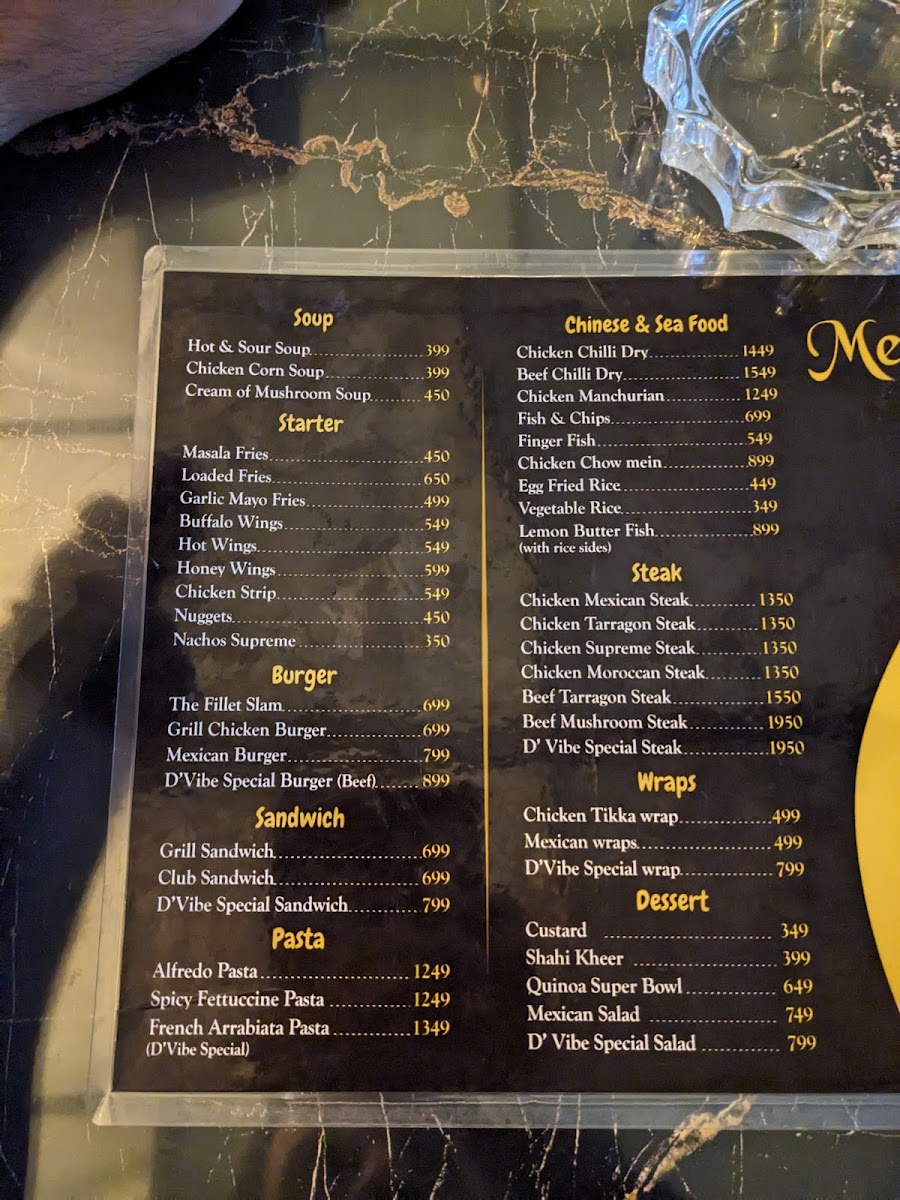 Soup
Hot & Sour Soup 399
Chicken Corn Soup 399
Cream of Mushroom Soup 450
Starter
Masala Fries 450
Loaded Fries 650
Garlic Mayo Fries 499
Buffalo Wings 549
Hot Wings 549
Honey Wings 599
Chicken Strip 549
Nuggets 450
Nachos Supreme 350
Burger
The Fillet Slam 699
Grill Chicken Burger 699
Mexican Burger 799
D'Vibe Special Burger (Beef) 899
Sandwich
Grill Sandwich 699
Club Sandwich 699
D'Vibe Special Sandwich 799
Pasta
Alfredo Pasta 1249
Spicy Fettuccine Pasta 1249
French Arrabiata Pasta 1349
(D'Vibe Special)
Chinese & Sea Food
Chicken Chilli Dry 1449
Beef Chilli Dry 1549
Chicken Manchurian 1249
Fish & Chips 699
Finger Fish 549
Chicken Chow mein 899
Egg Fried Rice 449
Vegetable Rice 349
Lemon Butter Fish 899
(with rice sides)
Steak
Chicken Mexican Steak 1350
Chicken Tarragon Steak 1350
Chicken Supreme Steak 1350
Chicken Moroccan Steak 1350
Beef Tarragon Steak 1550
Beef Mushroom Steak 1950
D' Vibe Special Steak 1950
Wraps
Chicken Tikka wrap 499
Mexican wraps 499
D'Vibe Special wrap 799
Dessert
Custard 349
Shahi Kheer 399
Quinoa Super Bowl 649
Mexican Salad 749
D' Vibe Special Salad 799
Me